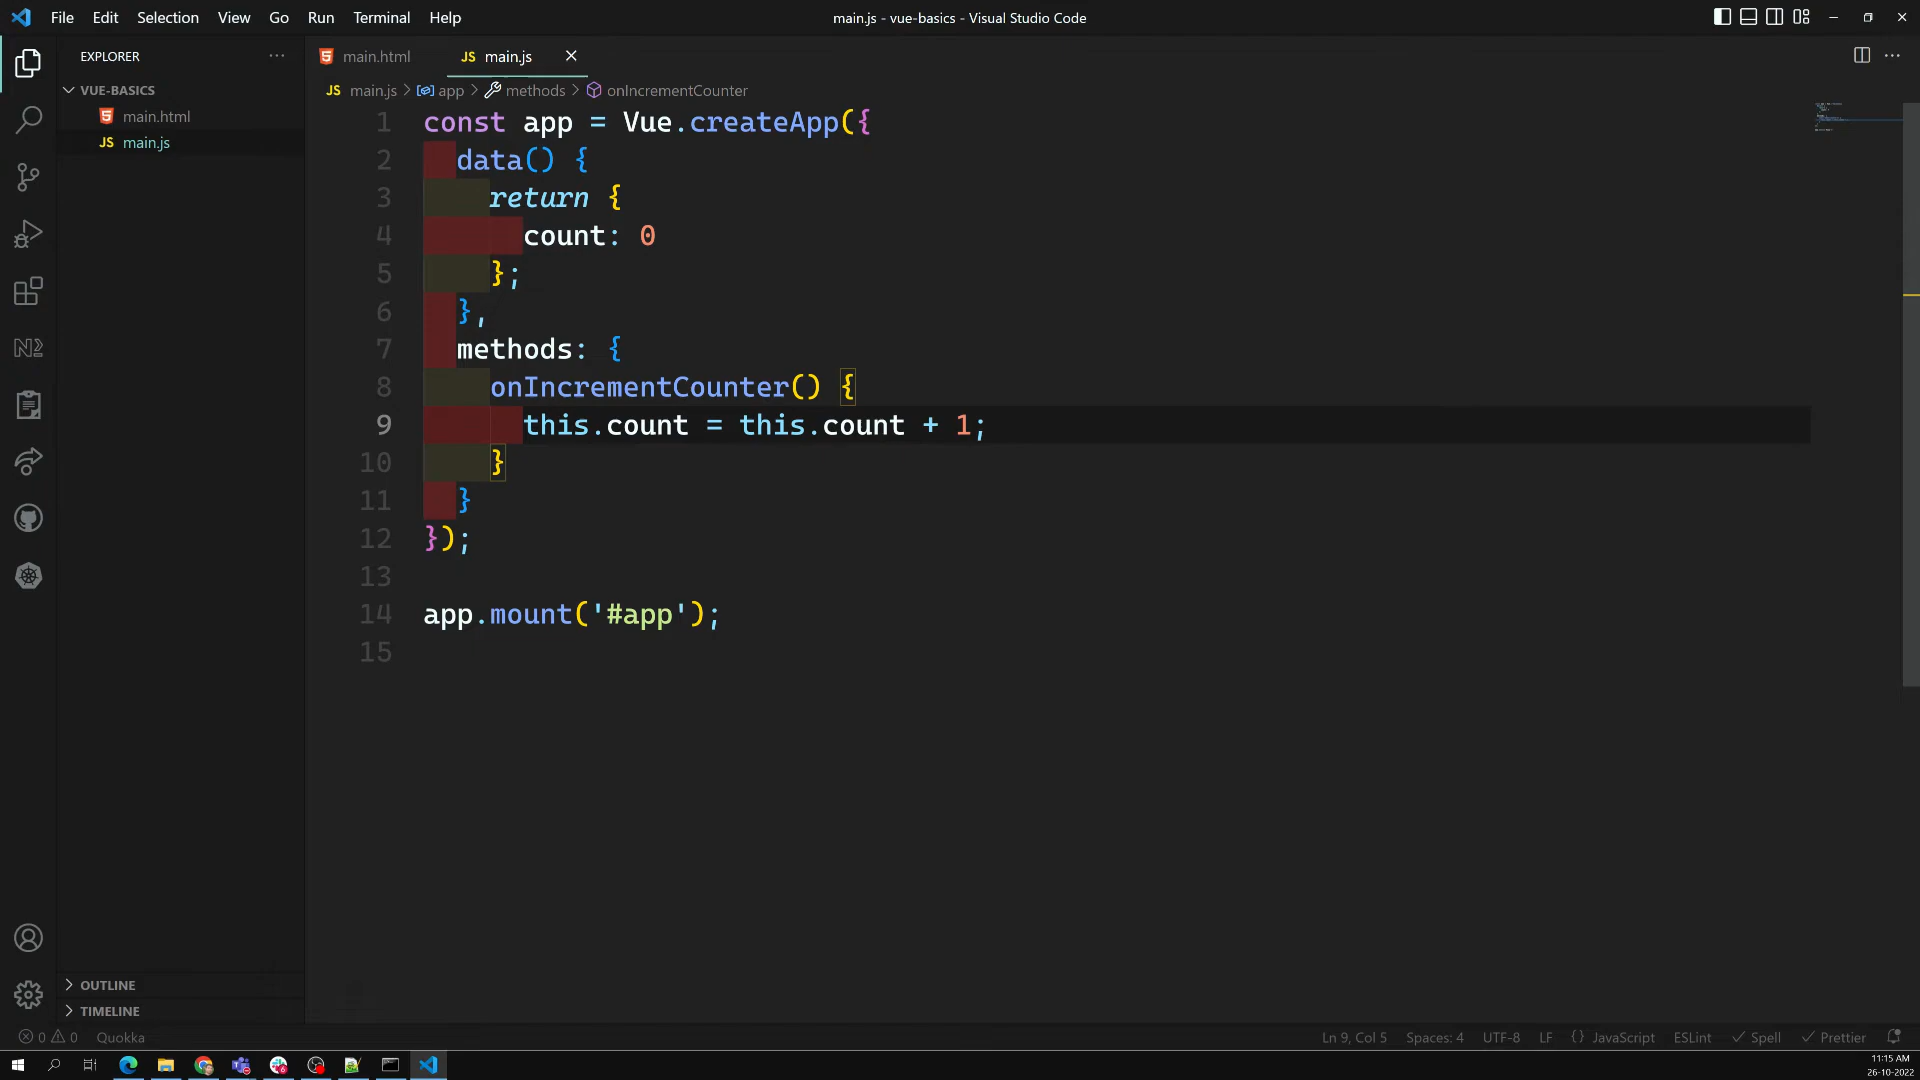 File Edit Selection View Go Run Terminal Help
main.js - vue-basics - Visual Studio Code
EXPLORER
VUE-BASICS
main.html
JS main.js
main.html
JS main.js
JS main.js > app > methods > onIncrementCounter
1 const app = Vue.createApp({
2 data() {
3 return {
4 count: 0
5 };
6 },
7 methods: {
8 onIncrementCounter() {
9 this.count = this.count + 1;
10 }
11 }
12 });
13
14 app.mount('#app');
15
OUTLINE
TIMELINE
0 0 Quokka
Ln 9, Col 5 Spaces: 4 UTF-8 LF {} JavaScript ESLint Spell Prettier
11:15 AM
26-10-2022